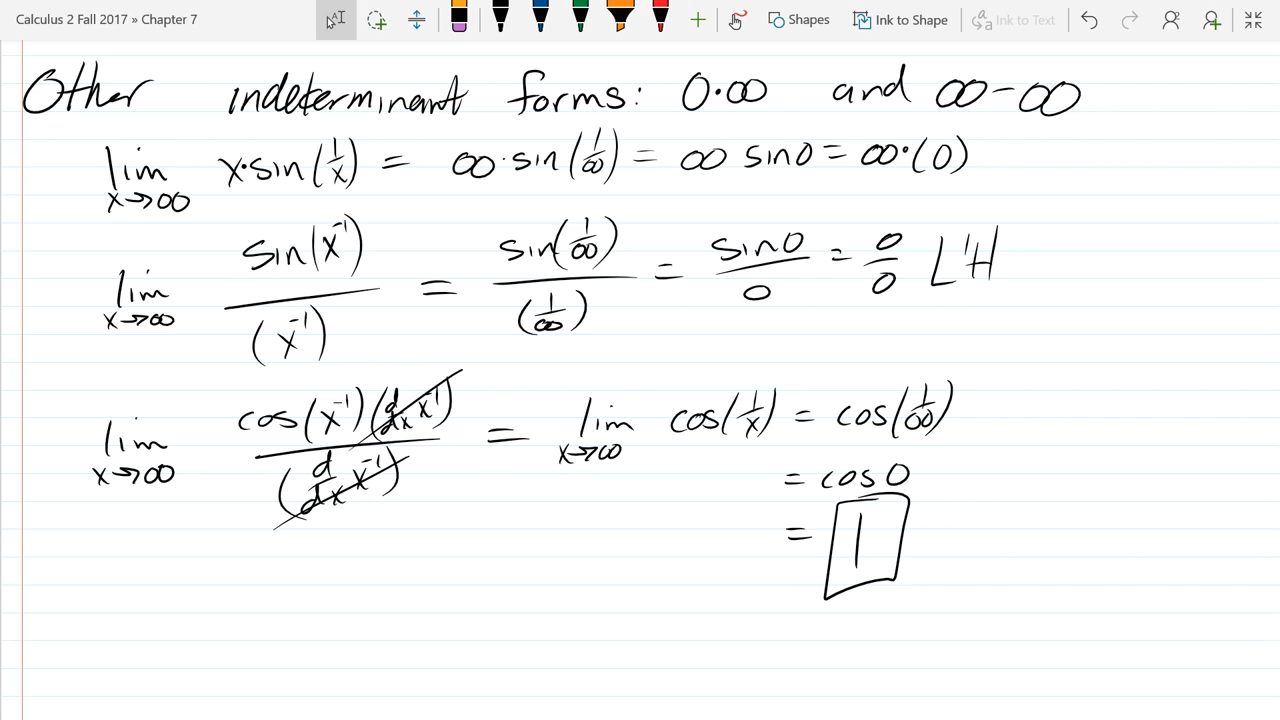 Calculus 2 Fall 2017 » Chapter 7
Shapes Ink to Shape Ink to Text
Other indeterminant forms: 0·∞ and ∞-∞
lim x→∞ x·sin(1/x) = ∞·sin(1/∞) = ∞ sin0 = ∞·(0)
lim x→∞ sin(x⁻¹)/(x⁻¹) = sin(1/∞)/(1/∞) = sin0/0 = 0/0 L'H
lim x→∞ cos(x⁻¹)(d/dx x⁻¹)/(d/dx x⁻¹) = lim x→∞ cos(1/x) = cos(1/∞)
= cos0
= 1